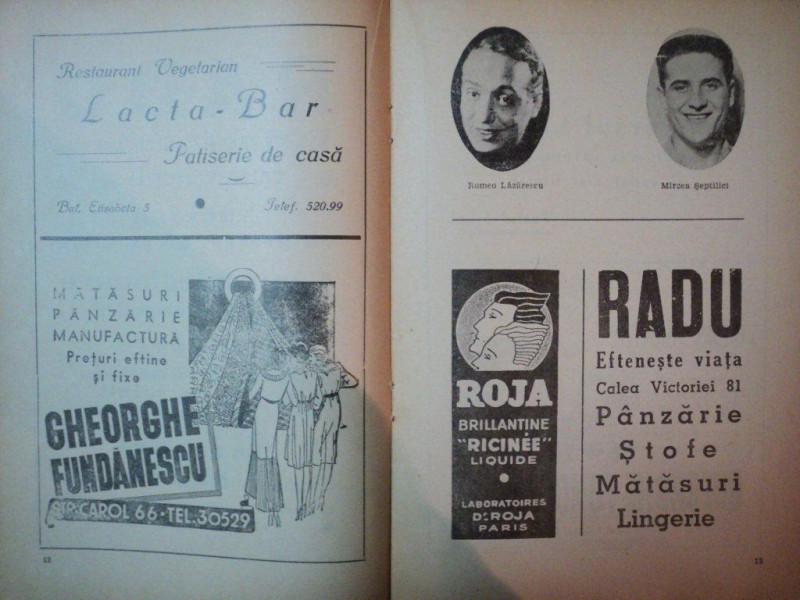 Restaurant Vegetarian
Lacta-Bar
Patiserie de casă
Bul. Elisabeta 5
Telef. 520.99
MĂTĂSURI
PÂNZĂRIE
MANUFACTURĂ
Prețuri eftine
și fixe
GHEORGHE
FUNDĂNESCU
STR. CAROL 66 - TEL. 30529
Romeo Lăzărescu
Mircea Șeptilici
ROJA
BRILLANTINE
"RICINÉE"
LIQUIDE
LABORATOIRES
Dr ROJA
PARIS
RADU
Eftenește viața
Calea Victoriei 81
Pânzărie
Ștofe
Mătăsuri
Lingerie
13